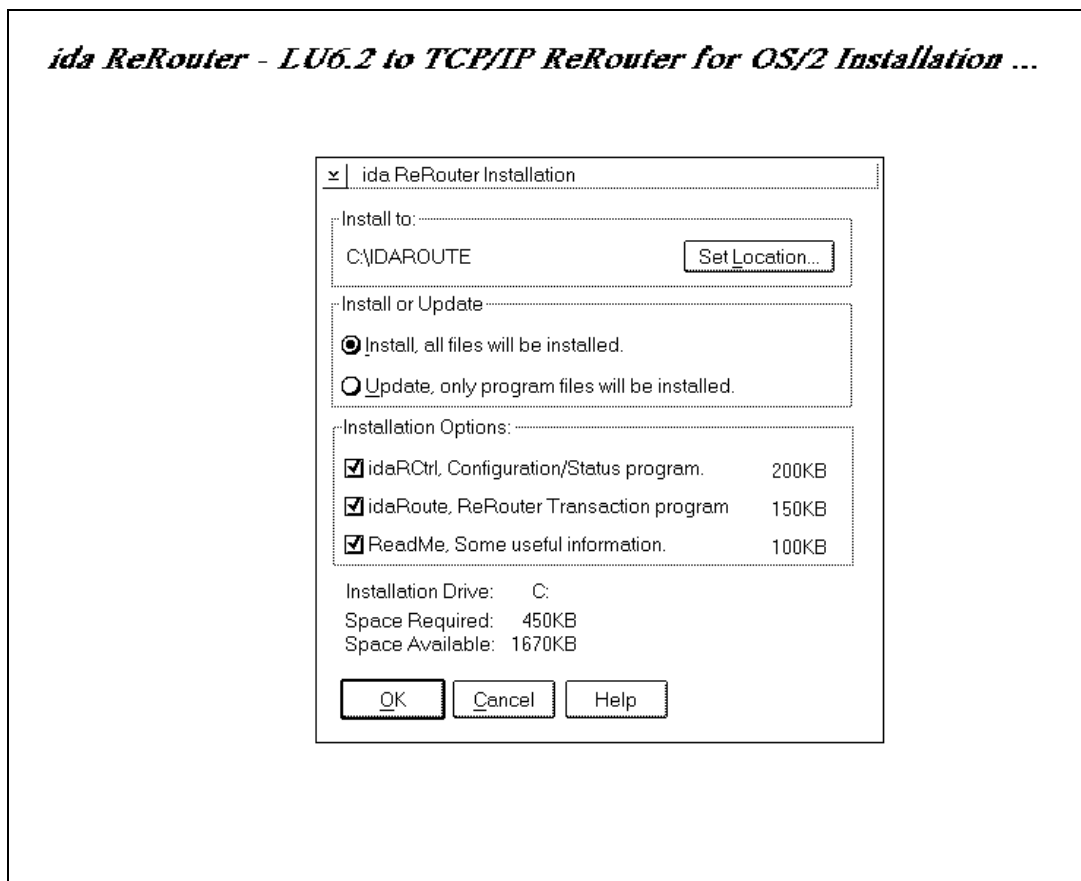 ida ReRouter - LU6.2 to TCP/IP ReRouter for OS/2 Installation ...
ida ReRouter Installation
Install to:
C:\IDAROUTE Set Location...
Install or Update
Install, all files will be installed.
Update, only program files will be installed.
Installation Options:
idaRCtrl, Configuration/Status program. 200KB
idaRoute, ReRouter Transaction program 150KB
ReadMe, Some useful information. 100KB
Installation Drive: C:
Space Required: 450KB
Space Available: 1670KB
OK Cancel Help